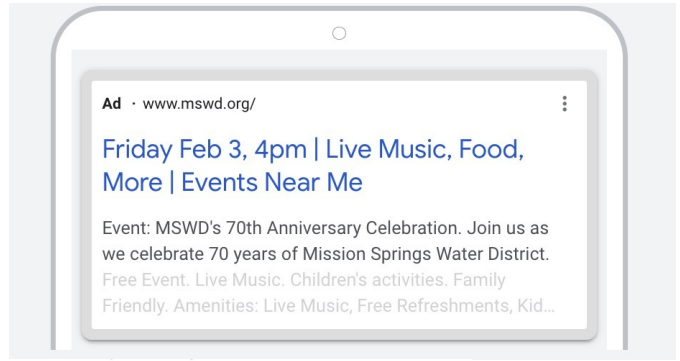 Ad · www.mswd.org/
Friday Feb 3, 4pm | Live Music, Food,
More | Events Near Me
Event: MSWD's 70th Anniversary Celebration. Join us as
we celebrate 70 years of Mission Springs Water District.
Free Event. Live Music. Children's activities. Family
Friendly. Amenities: Live Music, Free Refreshments, Kid...